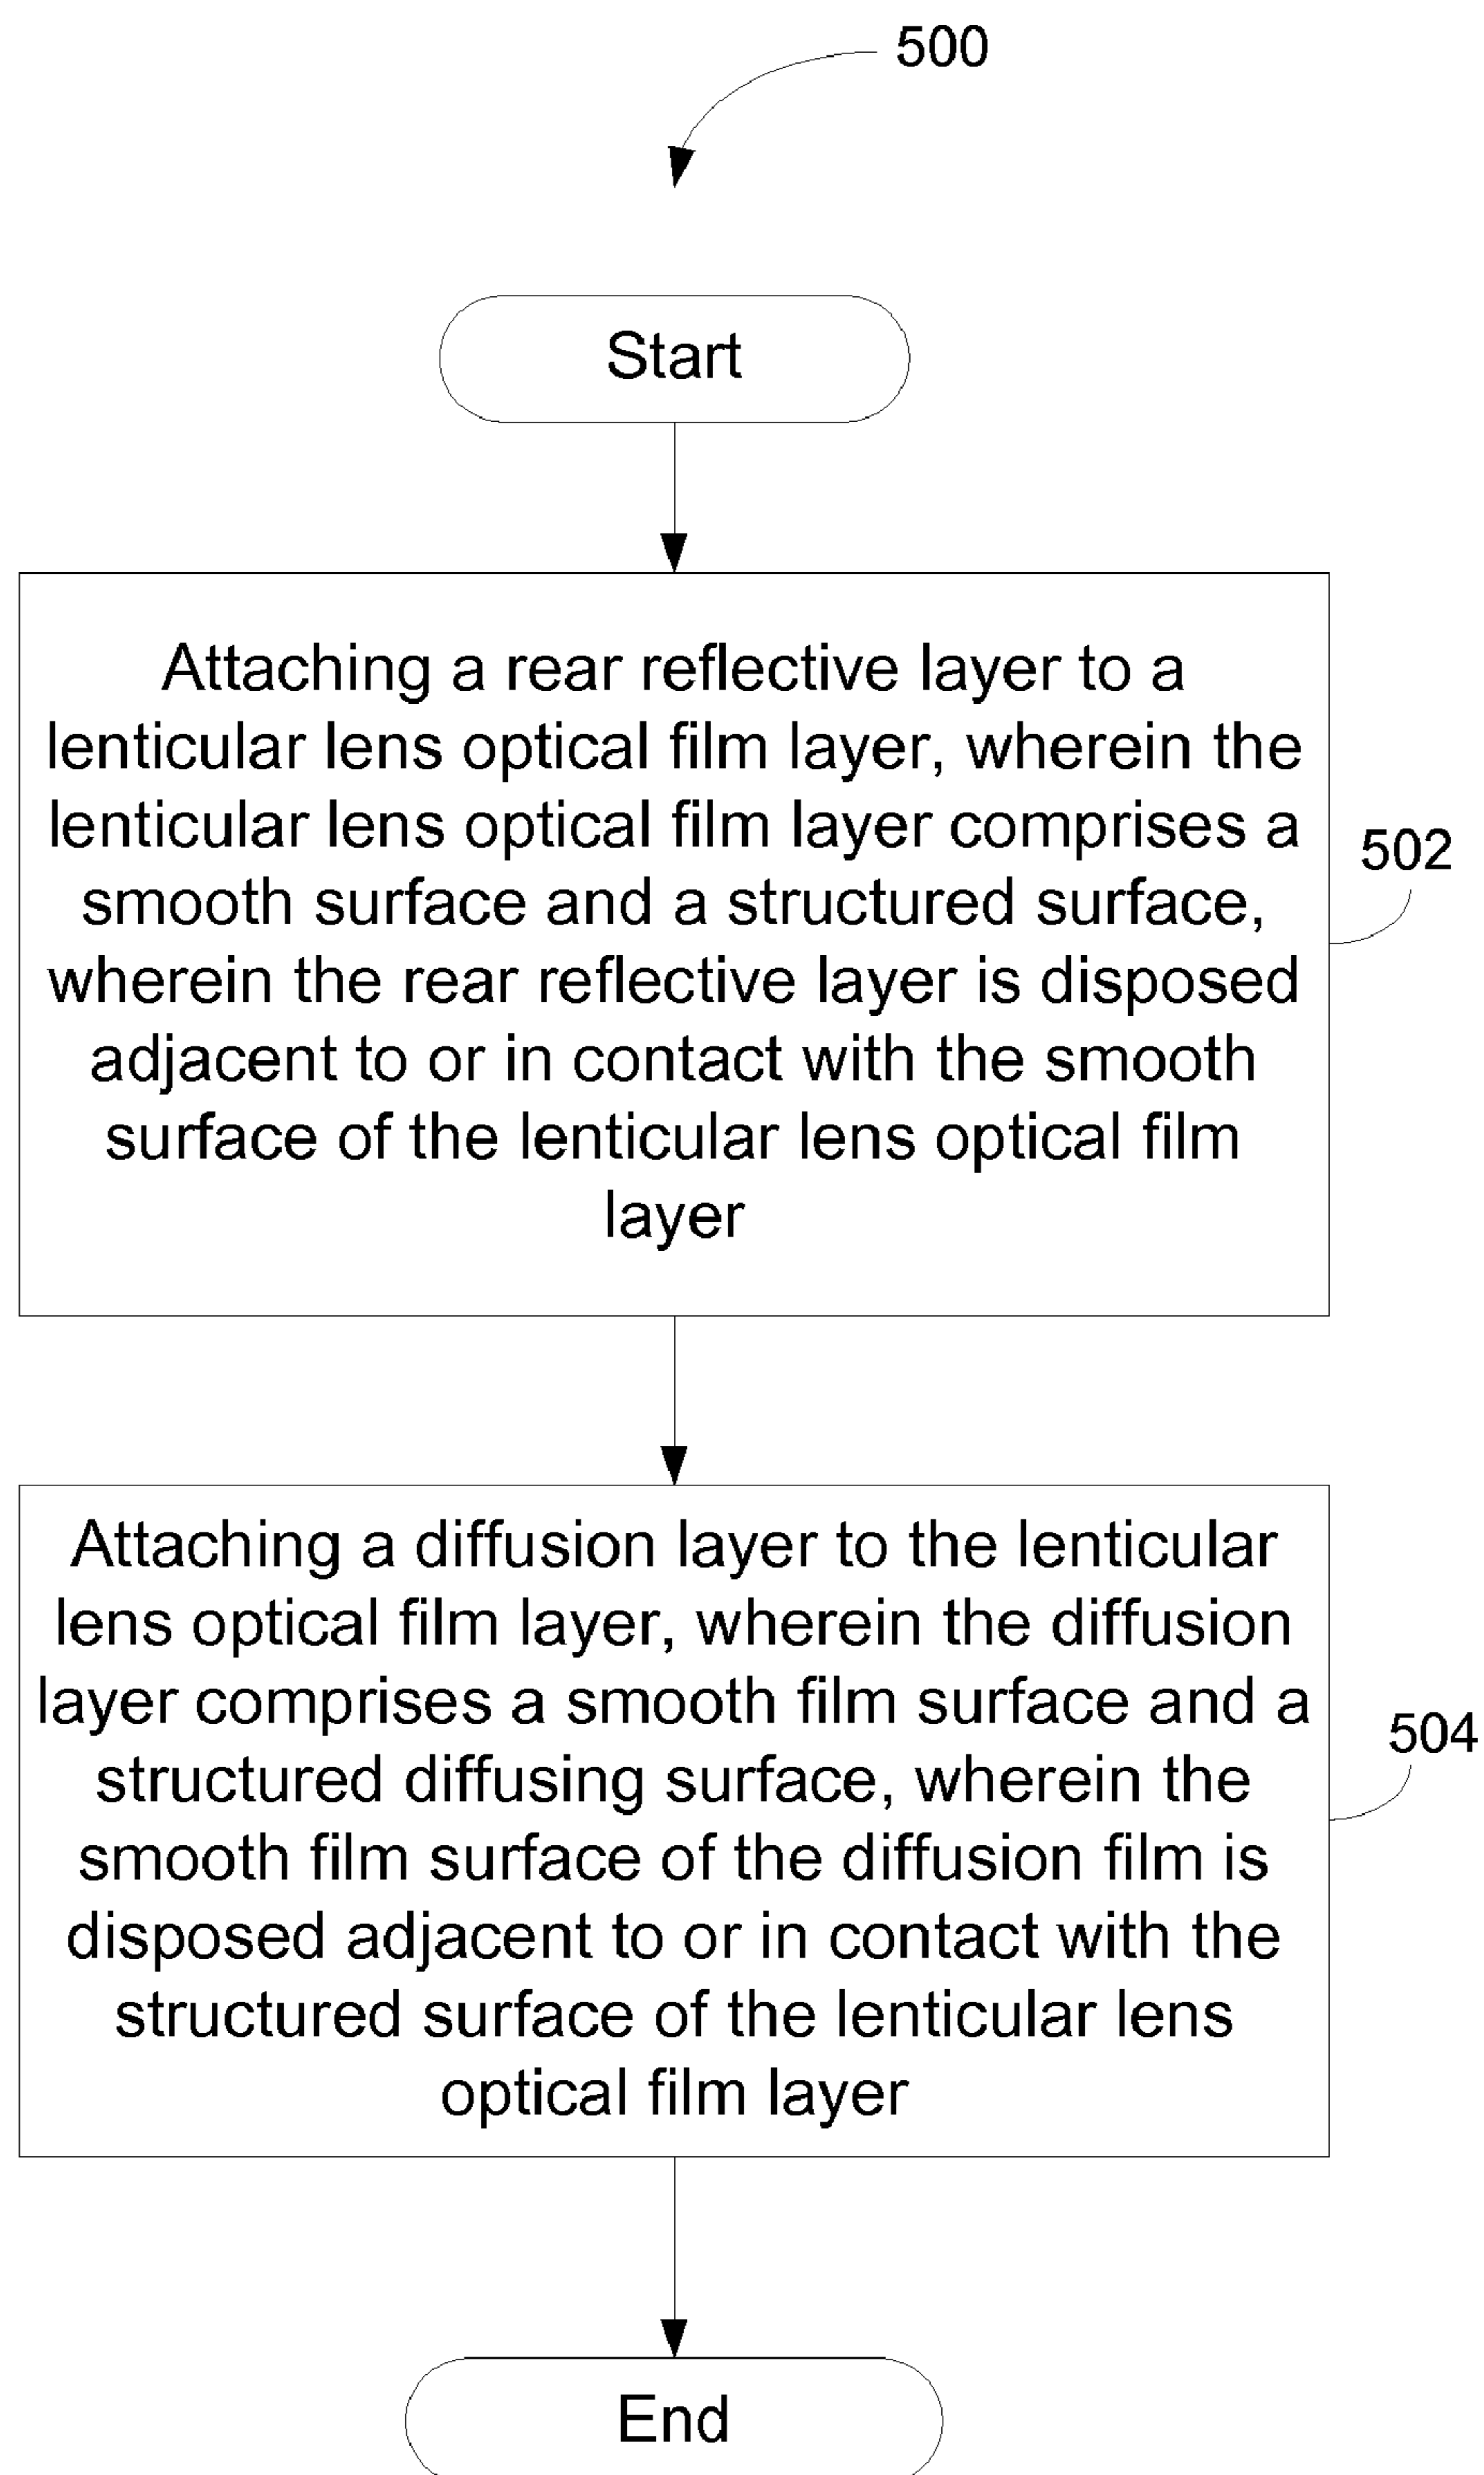 500
Start
Attaching a rear reflective layer to a
lenticular lens optical film layer, wherein the
lenticular lens optical film layer comprises a
smooth surface and a structured surface,
wherein the rear reflective layer is disposed
adjacent to or in contact with the smooth
surface of the lenticular lens optical film
layer
502
Attaching a diffusion layer to the lenticular
lens optical film layer, wherein the diffusion
layer comprises a smooth film surface and a
structured diffusing surface, wherein the
smooth film surface of the diffusion film is
disposed adjacent to or in contact with the
structured surface of the lenticular lens
optical film layer
504
End